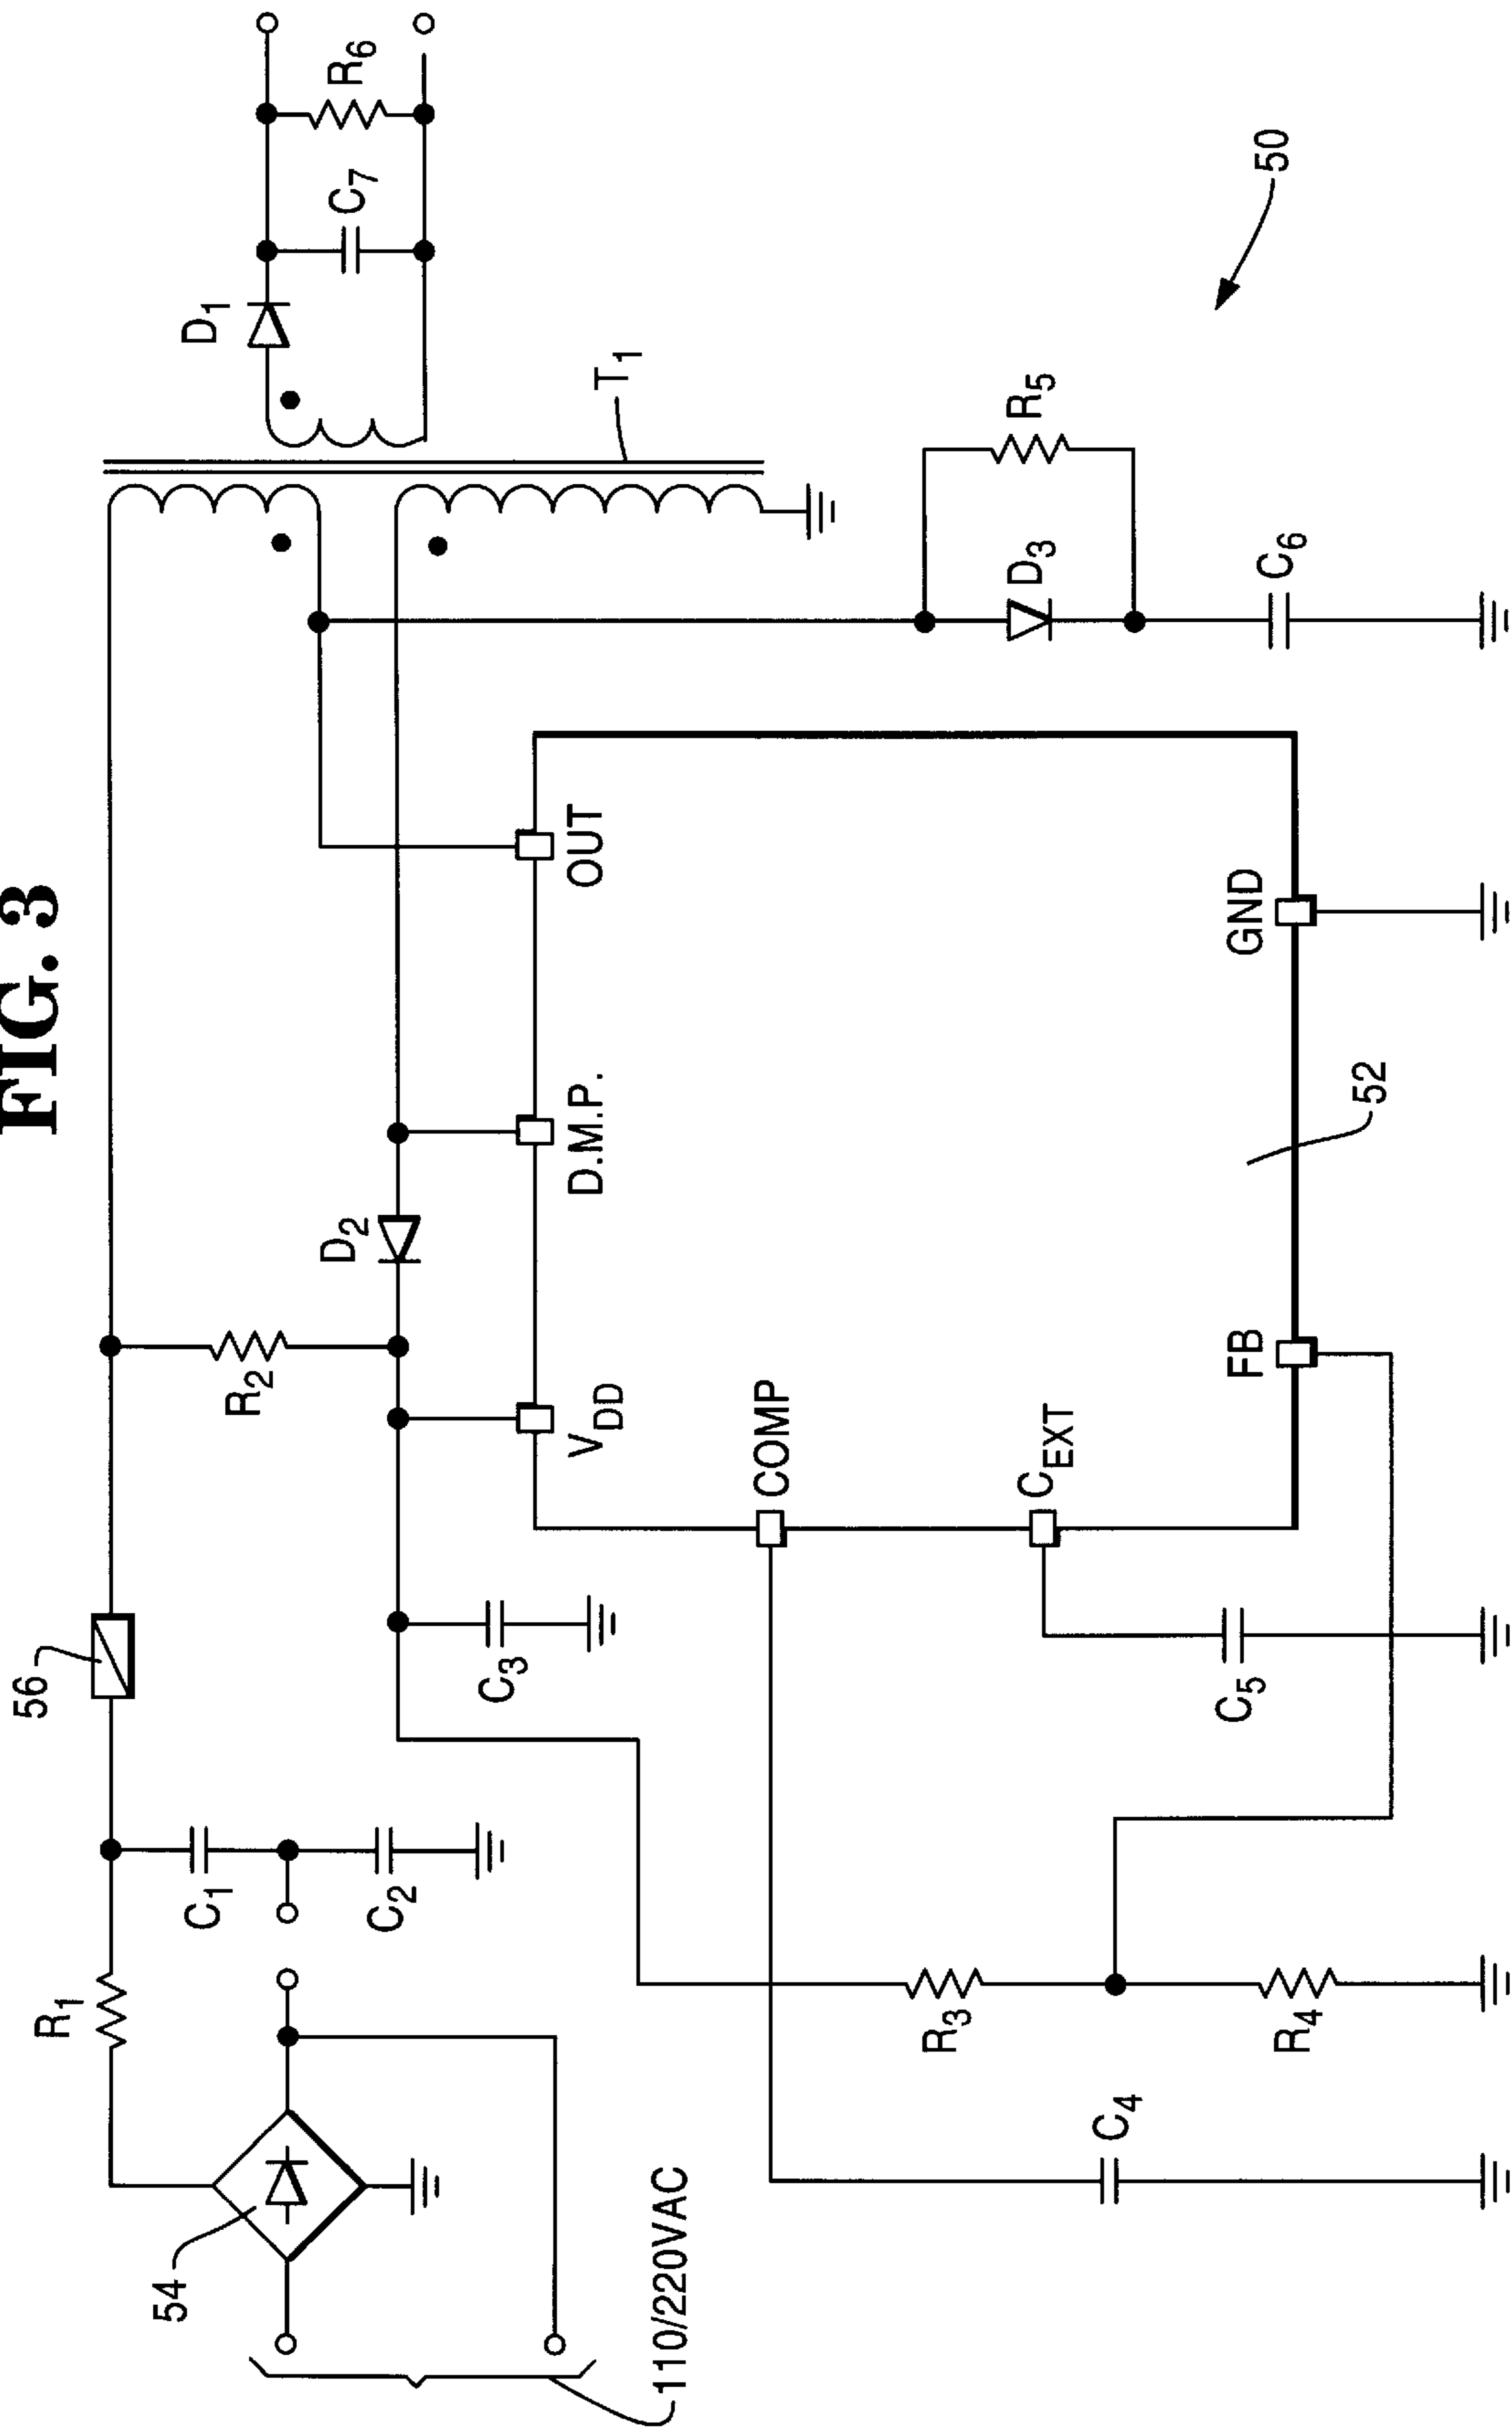 FIG. 3
56
R1
C1
C2
54
110/220VAC
R2
D2
C3
VDD
D.M.P.
OUT
COMP
CEXT
FB
GND
52
R3
R4
C4
C5
T1
D1
C7
R6
R5
D3
C6
50